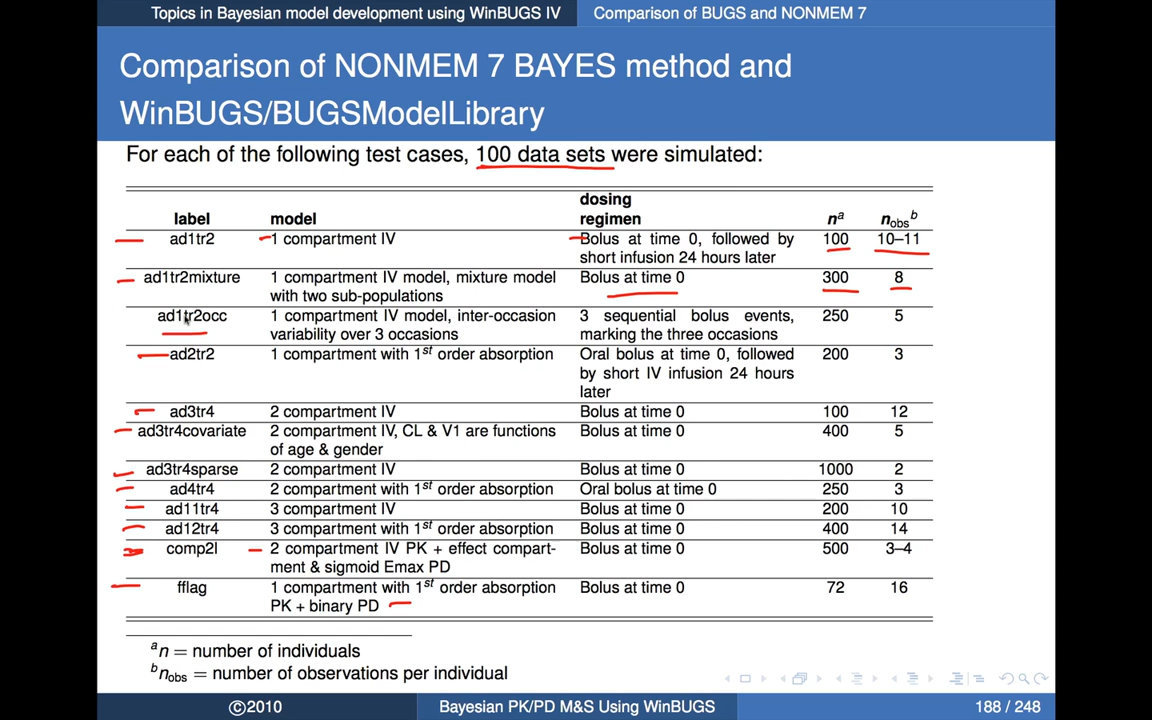 Topics in Bayesian model development using WinBUGS IV Comparison of BUGS and NONMEM 7
Comparison of NONMEM 7 BAYES method and
WinBUGS/BUGSModelLibrary
For each of the following test cases, 100 data sets were simulated:
dosing
label model regimen n^a n_obs^b
ad1tr2 1 compartment IV Bolus at time 0, followed by 100 10–11
short infusion 24 hours later
ad1tr2mixture 1 compartment IV model, mixture model Bolus at time 0 300 8
with two sub-populations
ad1tr2occ 1 compartment IV model, inter-occasion 3 sequential bolus events, 250 5
variability over 3 occasions marking the three occasions
ad2tr2 1 compartment with 1st order absorption Oral bolus at time 0, followed 200 3
by short IV infusion 24 hours
later
ad3tr4 2 compartment IV Bolus at time 0 100 12
ad3tr4covariate 2 compartment IV, CL & V1 are functions Bolus at time 0 400 5
of age & gender
ad3tr4sparse 2 compartment IV Bolus at time 0 1000 2
ad4tr4 2 compartment with 1st order absorption Oral bolus at time 0 250 3
ad11tr4 3 compartment IV Bolus at time 0 200 10
ad12tr4 3 compartment with 1st order absorption Bolus at time 0 400 14
comp2l 2 compartment IV PK + effect compart- Bolus at time 0 500 3–4
ment & sigmoid Emax PD
fflag 1 compartment with 1st order absorption Bolus at time 0 72 16
PK + binary PD
^a n = number of individuals
^b n_obs = number of observations per individual
©2010 Bayesian PK/PD M&S Using WinBUGS 188 / 248